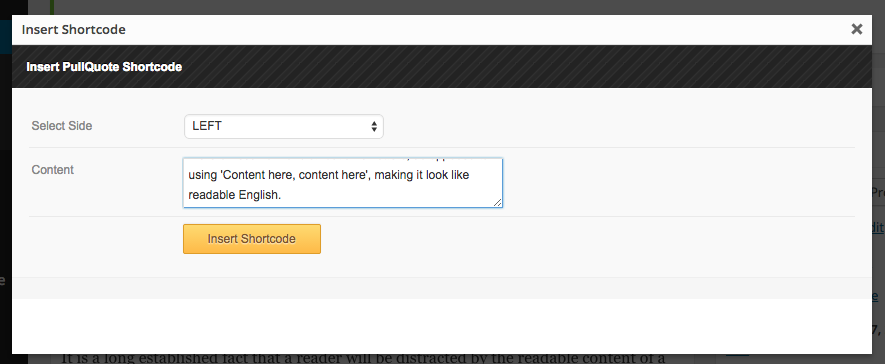 Insert Shortcode
Insert PullQuote Shortcode
Select Side
LEFT
Content
using 'Content here, content here', making it look like
readable English.
Insert Shortcode
It is a long established fact that a reader will be distracted by the readable content of a